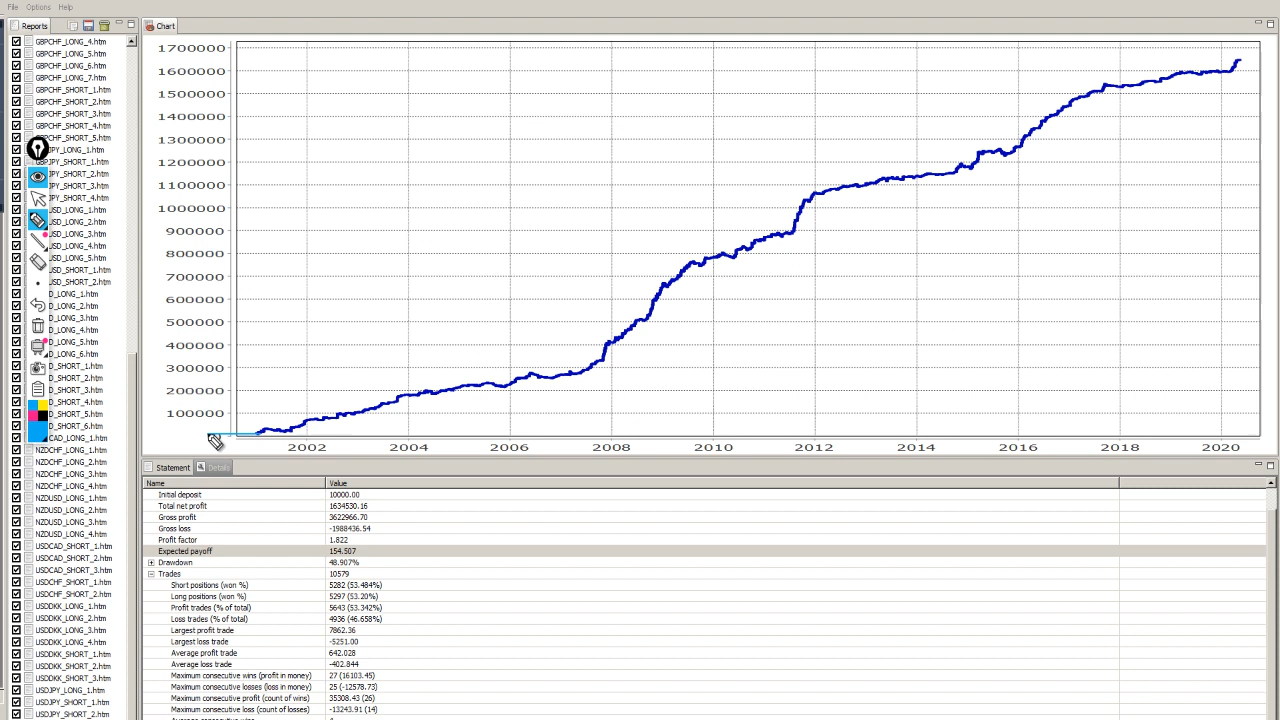 File Options Help
Reports
GBPCHF_LONG_4.htm
GBPCHF_LONG_5.htm
GBPCHF_LONG_6.htm
GBPCHF_LONG_7.htm
GBPCHF_SHORT_1.htm
GBPCHF_SHORT_2.htm
GBPCHF_SHORT_3.htm
GBPCHF_SHORT_4.htm
GBPCHF_SHORT_5.htm
JPY_LONG_1.htm
GBPJPY_SHORT_1.htm
JPY_SHORT_2.htm
JPY_SHORT_3.htm
JPY_SHORT_4.htm
USD_LONG_1.htm
USD_LONG_2.htm
USD_LONG_3.htm
USD_LONG_4.htm
USD_LONG_5.htm
USD_SHORT_1.htm
USD_SHORT_2.htm
D_LONG_1.htm
D_LONG_2.htm
D_LONG_3.htm
D_LONG_4.htm
D_LONG_5.htm
D_LONG_6.htm
D_SHORT_1.htm
D_SHORT_2.htm
D_SHORT_3.htm
D_SHORT_4.htm
D_SHORT_5.htm
D_SHORT_6.htm
CAD_LONG_1.htm
NZDCHF_LONG_1.htm
NZDCHF_LONG_2.htm
NZDCHF_LONG_3.htm
NZDCHF_LONG_4.htm
NZDUSD_LONG_1.htm
NZDUSD_LONG_2.htm
NZDUSD_LONG_3.htm
NZDUSD_LONG_4.htm
USDCAD_SHORT_1.htm
USDCAD_SHORT_2.htm
USDCAD_SHORT_3.htm
USDCHF_SHORT_1.htm
USDCHF_SHORT_2.htm
USDDKK_LONG_1.htm
USDDKK_LONG_2.htm
USDDKK_LONG_3.htm
USDDKK_LONG_4.htm
USDDKK_SHORT_1.htm
USDDKK_SHORT_2.htm
USDDKK_SHORT_3.htm
USDJPY_LONG_1.htm
USDJPY_SHORT_1.htm
USDJPY_SHORT_2.htm
Chart
1700000
1600000
1500000
1400000
1300000
1200000
1100000
1000000
900000
800000
700000
600000
500000
400000
300000
200000
100000
2002 2004 2006 2008 2010 2012 2014 2016 2018 2020
Statement Details
Name Value
Initial deposit 10000.00
Total net profit 1634530.16
Gross profit 3622966.70
Gross loss -1988436.54
Profit factor 1.822
Expected payoff 154.507
Drawdown 48.907%
Trades 10579
Short positions (won %) 5282 (53.484%)
Long positions (won %) 5297 (53.20%)
Profit trades (% of total) 5643 (53.342%)
Loss trades (% of total) 4936 (46.658%)
Largest profit trade 7862.36
Largest loss trade -5251.00
Average profit trade 642.028
Average loss trade -402.844
Maximum consecutive wins (profit in money) 27 (16103.45)
Maximum consecutive losses (loss in money) 25 (-12578.73)
Maximum consecutive profit (count of wins) 35308.43 (26)
Maximum consecutive loss (count of losses) -13243.91 (14)